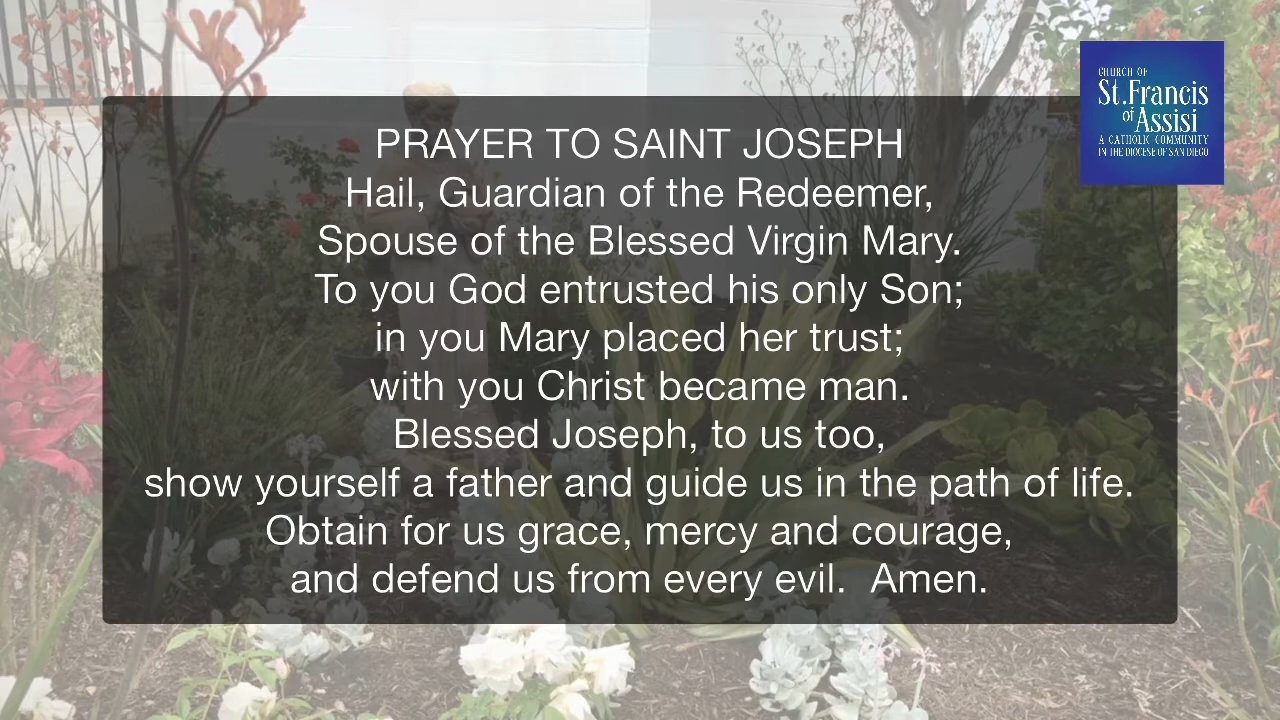 PRAYER TO SAINT JOSEPH
Hail, Guardian of the Redeemer,
Spouse of the Blessed Virgin Mary.
To you God entrusted his only Son;
in you Mary placed her trust;
with you Christ became man.
Blessed Joseph, to us too,
show yourself a father and guide us in the path of life.
Obtain for us grace, mercy and courage,
and defend us from every evil.  Amen.
CHURCH OF
St.Francis
of Assisi
A CATHOLIC COMMUNITY
IN THE DIOCESE OF SAN DIEGO